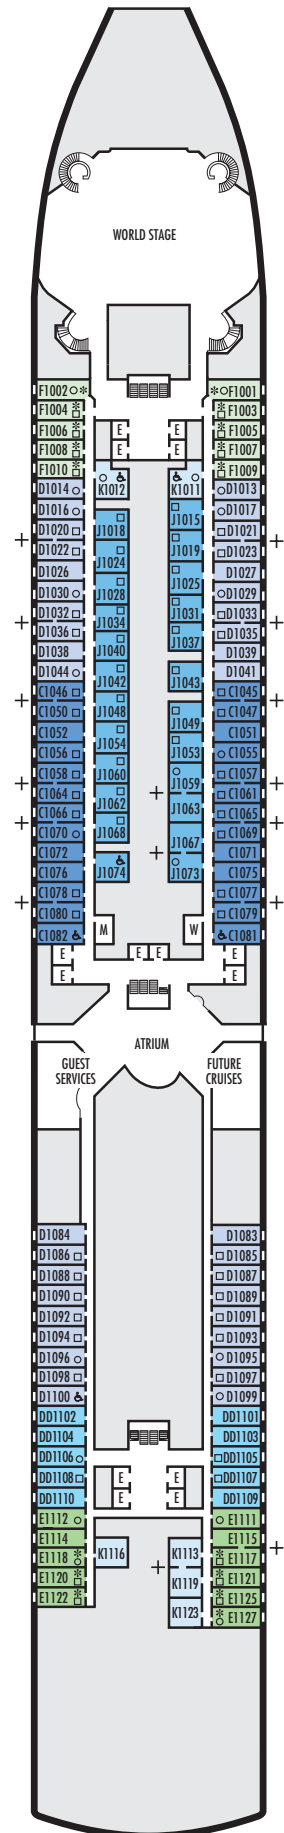 WORLD STAGE
F1002 F1001
F1004 F1003
E E
F1006 F1005
E E
F1008 F1007
F1010 F1009
K1012 K1011
D1014 D1013
D1016 J1015 D1017
J1018
D1020 D1021
J1019
D1022 D1023
J1024
D1026 J1025 D1027
D1030 J1028 D1029
D1032 J1031 D1033
J1034
D1036 J1037 D1035
D1038 J1040 D1039
D1044 D1041
J1042 J1043
C1046 C1045
C1050 J1048 C1047
J1049
C1052 C1051
J1054 J1053
C1056 C1055
C1058 J1060 C1057
J1059
C1064 C1061
J1062 J1063
C1066 C1065
C1070 J1068 C1069
J1067
C1072 C1071
C1076 J1074 J1073 C1075
C1078 C1077
C1080 C1079
C1082 M W C1081
E E E E
E E
ATRIUM
GUEST
SERVICES
FUTURE
CRUISES
D1084 D1083
D1086 D1085
D1088 D1087
D1090 D1089
D1092 D1091
D1094 D1093
D1096 D1095
D1098 D1097
D1100 D1099
DD1102 DD1101
DD1104 DD1103
DD1106 DD1105
DD1108 E E DD1107
DD1110 E E DD1109
E1112 E1111
E1114 E1115
E1118 K1116 K1113 E1117
E1120 K1119 E1121
E1122 E1125
K1123 E1127